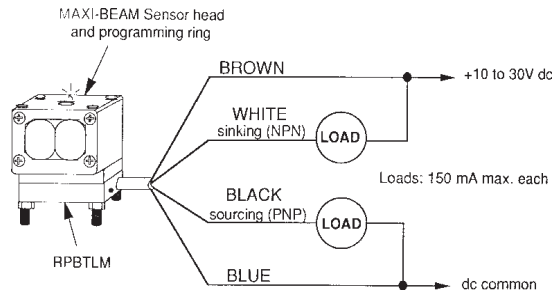 MAXI-BEAM Sensor head
and programming ring
BROWN
+10 to 30V dc
WHITE
sinking (NPN)
LOAD
Loads: 150 mA max. each
BLACK
sourcing (PNP)
LOAD
RPBTLM
BLUE
dc common